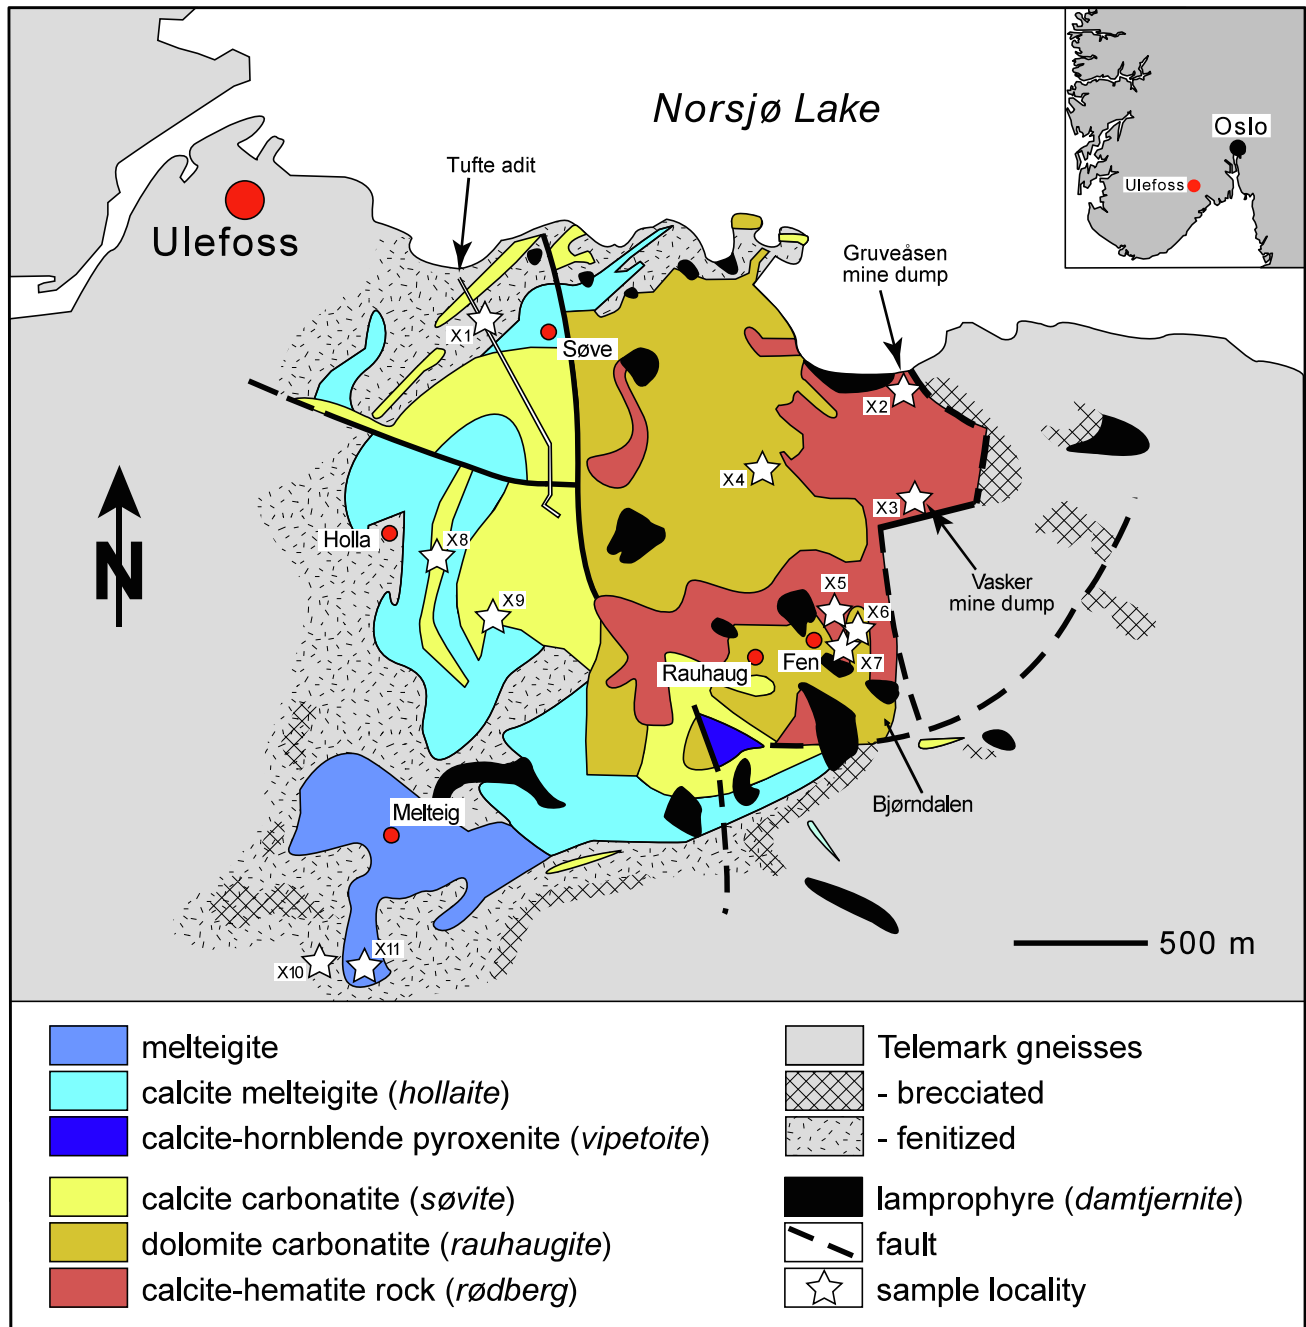 Norsjø Lake
Oslo
Ulefoss
Tufte adit
Ulefoss
Gruveåsen
mine dump
X1
Søve
X2
X4
X3
Holla
X8
X9
X5
X6
X7
Vasker
mine dump
Rauhaug
Fen
N
Melteig
Bjørndalen
X10
X11
500 m
melteigite
calcite melteigite (hollaite)
calcite-hornblende pyroxenite (vipetoite)
calcite carbonatite (søvite)
dolomite carbonatite (rauhaugite)
calcite-hematite rock (rødberg)
Telemark gneisses
- brecciated
- fenitized
lamprophyre (damtjernite)
fault
sample locality